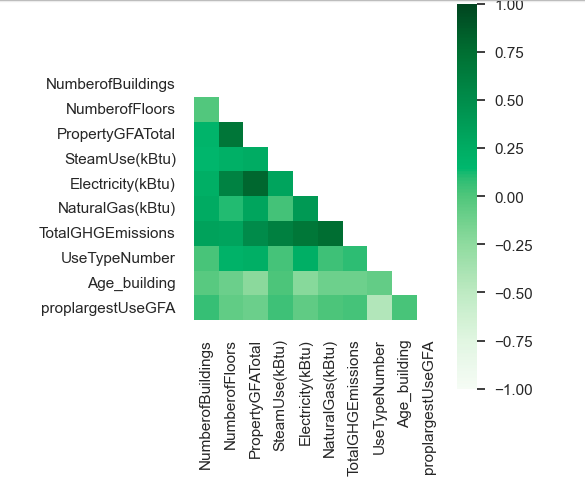 1.00
NumberofBuildings
NumberofFloors
PropertyGFATotal
SteamUse(kBtu)
Electricity(kBtu)
NaturalGas(kBtu)
TotalGHGEmissions
UseTypeNumber
Age_building
proplargestUseGFA
0.75
0.50
0.25
0.00
−0.25
−0.50
−0.75
−1.00
NumberofBuildings
NumberofFloors
PropertyGFATotal
SteamUse(kBtu)
Electricity(kBtu)
NaturalGas(kBtu)
TotalGHGEmissions
UseTypeNumber
Age_building
proplargestUseGFA